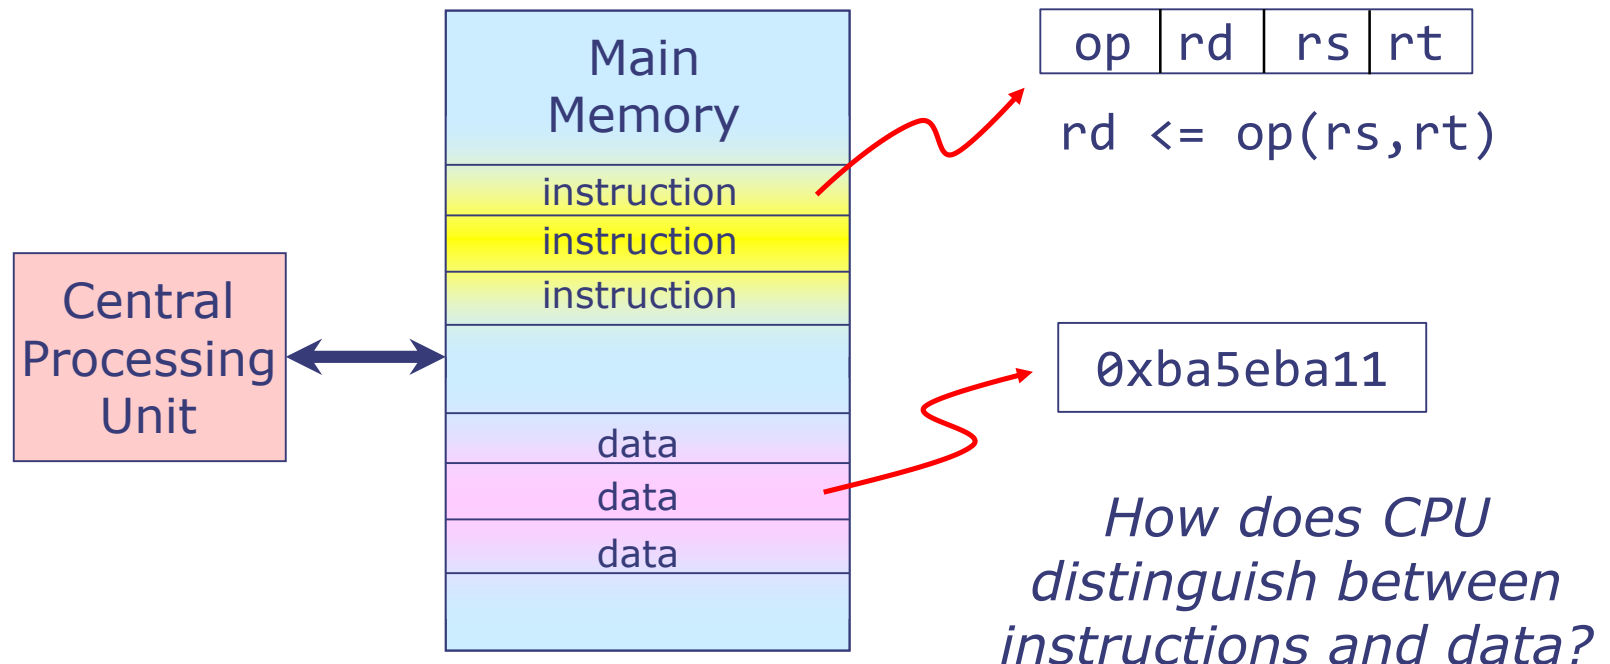 Main
Memory
instruction
instruction
instruction
data
data
data
Central
Processing
Unit
op rd rs rt
rd <= op(rs,rt)
0xba5eba11
How does CPU
distinguish between
instructions and data?